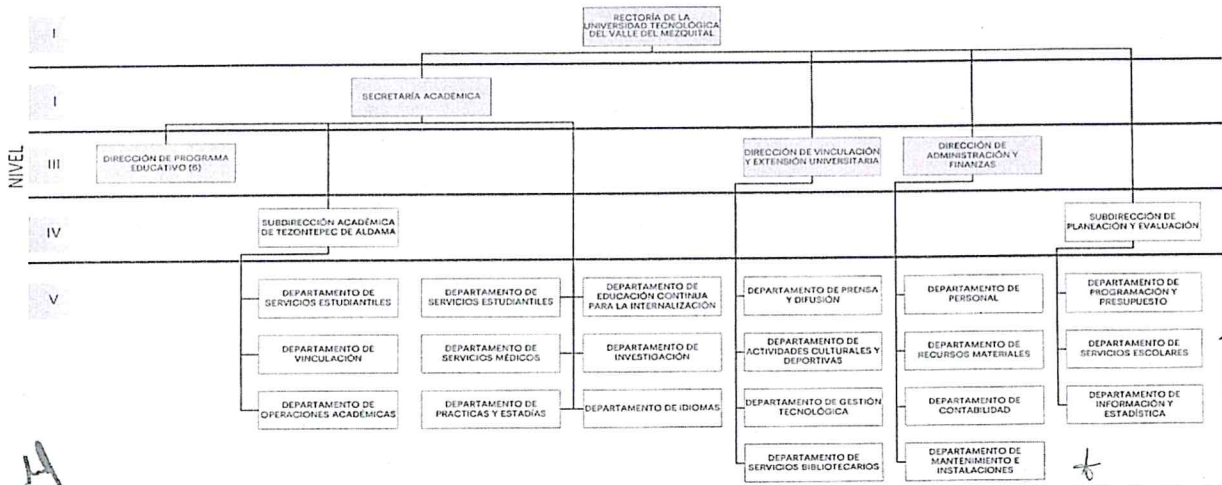 NIVEL
I
RECTORÍA DE LA
UNIVERSIDAD TECNOLÓGICA
DEL VALLE DEL MEZQUITAL
I
SECRETARÍA ACADÉMICA
III
DIRECCIÓN DE PROGRAMA
EDUCATIVO (6)
DIRECCIÓN DE VINCULACIÓN
Y EXTENSIÓN UNIVERSITARIA
DIRECCIÓN DE
ADMINISTRACIÓN Y
FINANZAS
IV
SUBDIRECCIÓN ACADÉMICA
DE TEZONTEPEC DE ALDAMA
SUBDIRECCIÓN DE
PLANEACIÓN Y EVALUACIÓN
V
DEPARTAMENTO DE
SERVICIOS ESTUDIANTILES
DEPARTAMENTO DE
SERVICIOS ESTUDIANTILES
DEPARTAMENTO DE
EDUCACIÓN CONTINUA
PARA LA INTERNALIZACIÓN
DEPARTAMENTO DE PRENSA
Y DIFUSIÓN
DEPARTAMENTO DE
PERSONAL
DEPARTAMENTO DE
PROGRAMACIÓN Y
PRESUPUESTO
DEPARTAMENTO DE
VINCULACIÓN
DEPARTAMENTO DE
SERVICIOS MÉDICOS
DEPARTAMENTO DE
INVESTIGACIÓN
DEPARTAMENTO DE
ACTIVIDADES CULTURALES Y
DEPORTIVAS
DEPARTAMENTO DE
RECURSOS MATERIALES
DEPARTAMENTO DE
SERVICIOS ESCOLARES
DEPARTAMENTO DE
OPERACIONES ACADÉMICAS
DEPARTAMENTO DE
PRACTICAS Y ESTADÍAS
DEPARTAMENTO DE IDIOMAS
DEPARTAMENTO DE GESTIÓN
TECNOLÓGICA
DEPARTAMENTO DE
CONTABILIDAD
DEPARTAMENTO DE
INFORMACIÓN Y
ESTADÍSTICA
DEPARTAMENTO DE
SERVICIOS BIBLIOTECARIOS
DEPARTAMENTO DE
MANTENIMIENTO E
INSTALACIONES